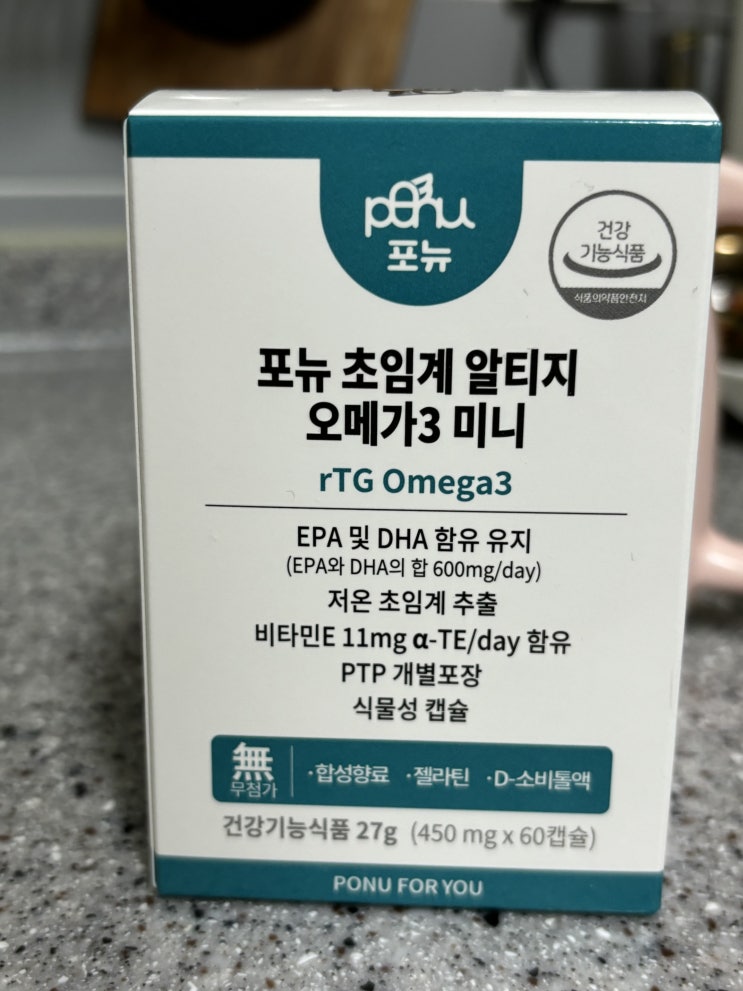 ponu
포뉴
건강
기능식품
식품의약품안전처
포뉴 초임계 알티지
오메가3 미니
rTG Omega3
EPA 및 DHA 함유 유지
(EPA와 DHA의 합 600mg/day)
저온 초임계 추출
비타민E 11mg α-TE/day 함유
PTP 개별포장
식물성 캡슐
無
무첨가
·합성향료 ·젤라틴 ·D-소비톨액
건강기능식품 27g (450 mg x 60캡슐)
PONU FOR YOU